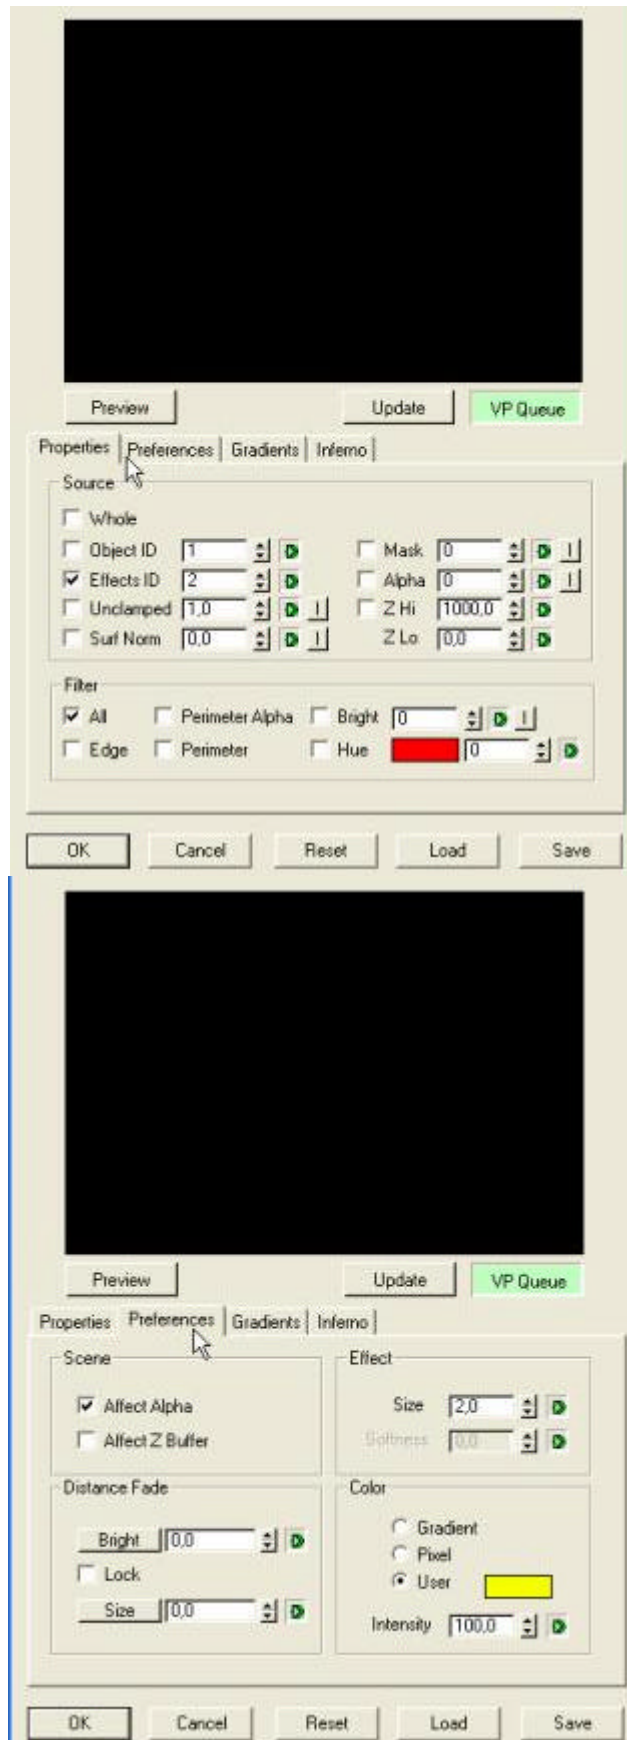 Preview Update VP Queue
Properties Preferences Gradients Inferno
Source
Whole
Object ID 1 Mask 0 I
Effects ID 2 Alpha 0 I
Unclamped 1,0 I Z Hi 1000,0
Surf Norm 0,0 I Z Lo 0,0
Filter
All Perimeter Alpha Bright 0 I
Edge Perimeter Hue 0
OK Cancel Reset Load Save
Preview Update VP Queue
Properties Preferences Gradients Inferno
Scene Effect
Affect Alpha Size 2,0
Affect Z Buffer Softness 0,0
Distance Fade Color
Gradient
Bright 0,0
Pixel
Lock User
Size 0,0 Intensity 100,0
OK Cancel Reset Load Save